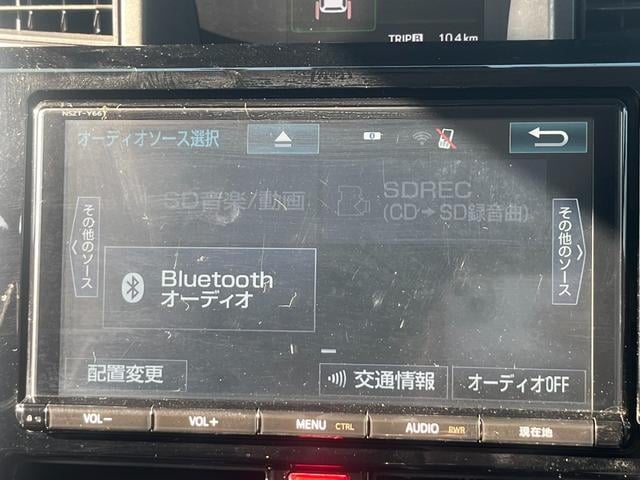 TRIP B 10.4 km
NSZT-Y66T
オーディオソース選択
SD音楽/動画
SDREC
(CD→SD録音曲)
その他のソース
その他のソース
Bluetooth
オーディオ
配置変更
交通情報
オーディオOFF
VOL−
VOL+
MENU CTRL
AUDIO PWR
現在地